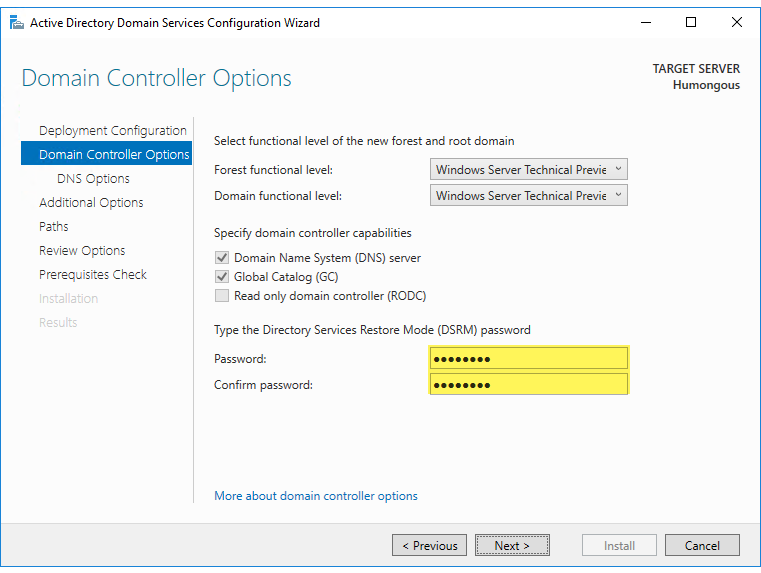 Active Directory Domain Services Configuration Wizard
Domain Controller Options
TARGET SERVER
Humongous
Deployment Configuration
Domain Controller Options
DNS Options
Additional Options
Paths
Review Options
Prerequisites Check
Installation
Results
Select functional level of the new forest and root domain
Forest functional level: Windows Server Technical Previe
Domain functional level: Windows Server Technical Previe
Specify domain controller capabilities
Domain Name System (DNS) server
Global Catalog (GC)
Read only domain controller (RODC)
Type the Directory Services Restore Mode (DSRM) password
Password: ●●●●●●●●
Confirm password: ●●●●●●●●
More about domain controller options
< Previous Next > Install Cancel